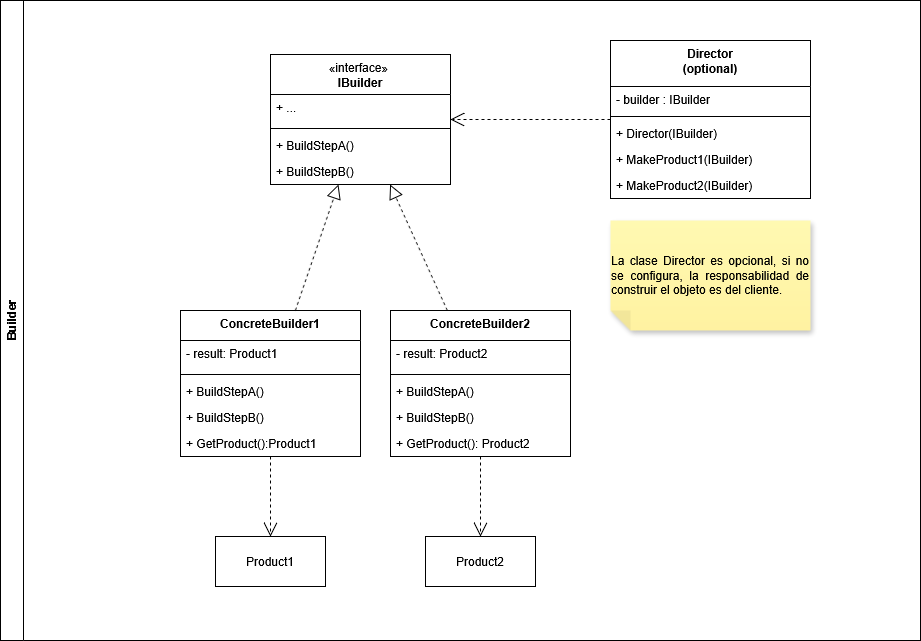 Builder
«interface»
IBuilder
+ ...
+ BuildStepA()
+ BuildStepB()
Director
(optional)
- builder : IBuilder
+ Director(IBuilder)
+ MakeProduct1(IBuilder)
+ MakeProduct2(IBuilder)
La clase Director es opcional, si no
se configura, la responsabilidad de
construir el objeto es del cliente.
ConcreteBuilder1
- result: Product1
+ BuildStepA()
+ BuildStepB()
+ GetProduct():Product1
ConcreteBuilder2
- result: Product2
+ BuildStepA()
+ BuildStepB()
+ GetProduct(): Product2
Product1
Product2